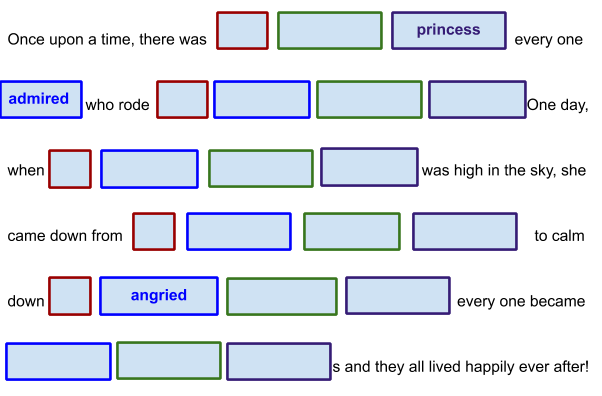 Once upon a time, there was princess every one
admired who rode One day,
when was high in the sky, she
came down from to calm
down angried every one became
s and they all lived happily ever after!